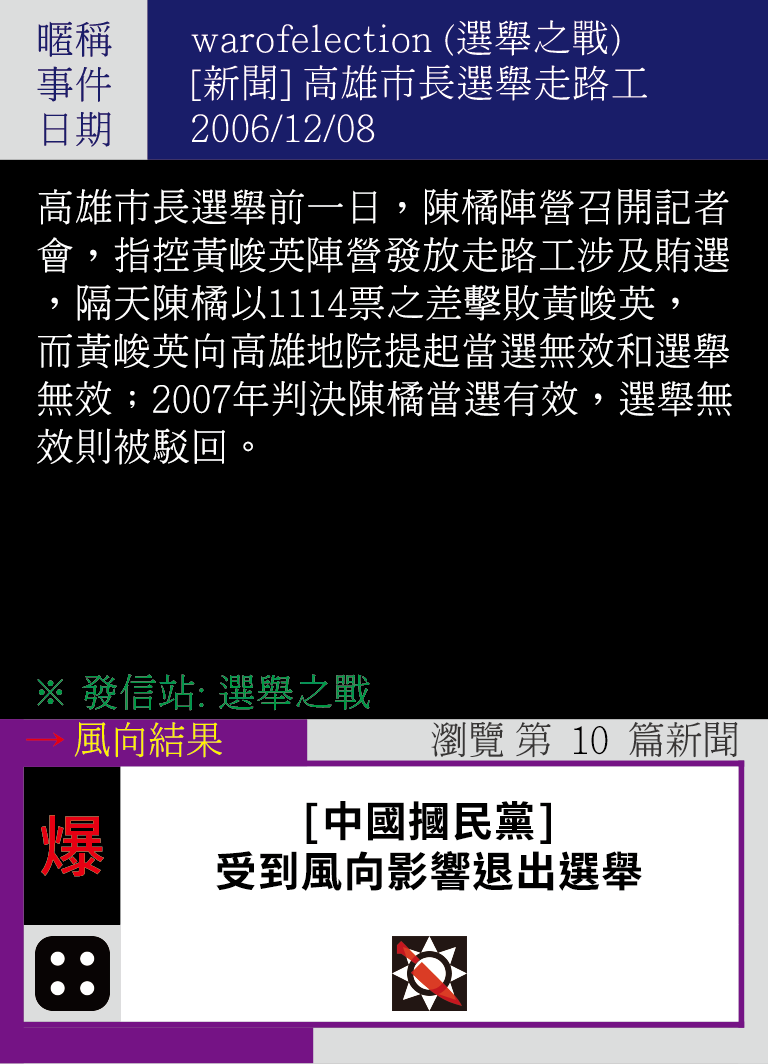 暱稱 warofelection (選舉之戰)
事件 [新聞] 高雄市長選舉走路工
日期 2006/12/08
高雄市長選舉前一日，陳橘陣營召開記者
會，指控黃峻英陣營發放走路工涉及賄選
，隔天陳橘以1114票之差擊敗黃峻英，
而黃峻英向高雄地院提起當選無效和選舉
無效；2007年判決陳橘當選有效，選舉無
效則被駁回。
※ 發信站: 選舉之戰
→ 風向結果
瀏覽 第 10 篇新聞
爆
[中國摑民黨]
受到風向影響退出選舉